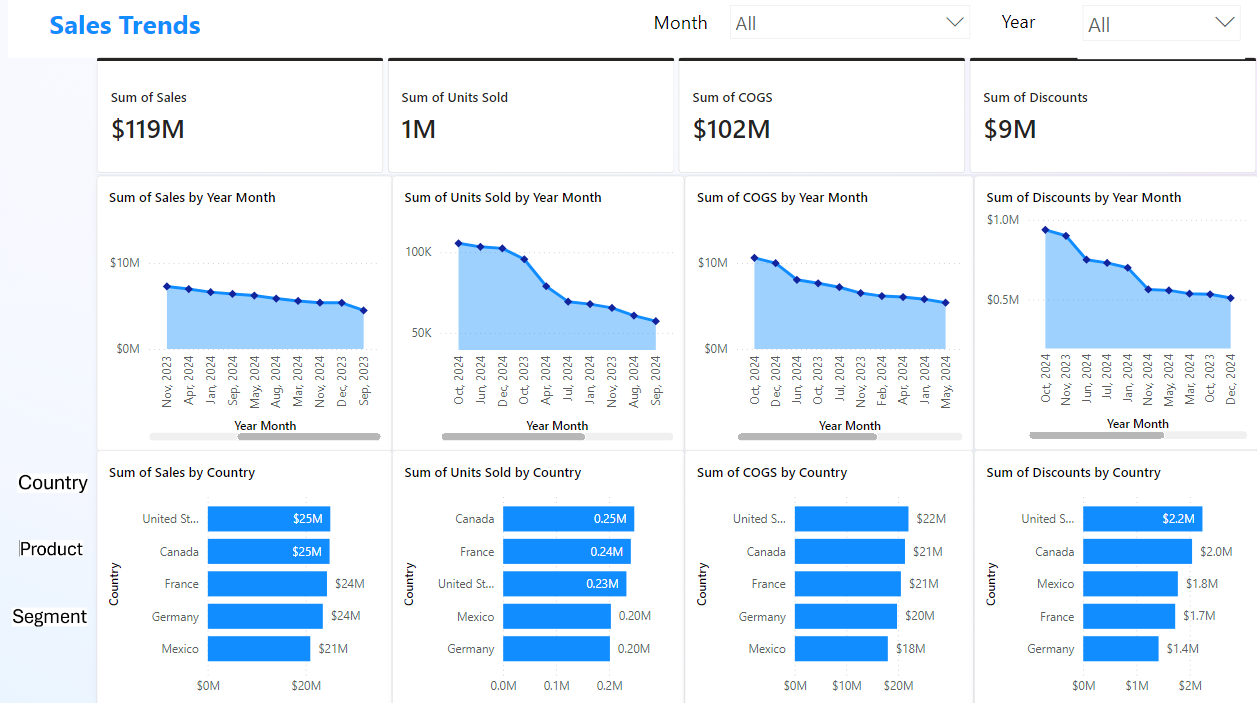 Sales Trends
Month
All
Year
All
Sum of Sales
$119M
Sum of Units Sold
1M
Sum of COGS
$102M
Sum of Discounts
$9M
Sum of Sales by Year Month
$10M
$0M
Nov, 2023
Apr, 2024
Jan, 2024
Sep, 2024
May, 2024
Aug, 2024
Mar, 2024
Nov, 2024
Dec, 2023
Sep, 2023
Year Month
Sum of Units Sold by Year Month
100K
50K
Oct, 2024
Jun, 2024
Dec, 2024
Oct, 2023
Apr, 2024
Jul, 2024
Jan, 2024
Nov, 2023
Aug, 2024
Sep, 2024
Year Month
Sum of COGS by Year Month
$10M
$0M
Oct, 2024
Dec, 2024
Jun, 2024
Oct, 2023
Jul, 2024
Nov, 2023
Feb, 2024
Apr, 2024
Jan, 2024
May, 2024
Year Month
Sum of Discounts by Year Month
$1.0M
$0.5M
Oct, 2024
Nov, 2023
Jun, 2024
Jul, 2024
Jan, 2024
Nov, 2024
May, 2024
Mar, 2024
Oct, 2023
Dec, 2024
Year Month
Country
Product
Segment
Sum of Sales by Country
Country
United St... $25M
Canada $25M
France $24M
Germany $24M
Mexico $21M
$0M $20M
Sum of Units Sold by Country
Country
Canada 0.25M
France 0.24M
United St... 0.23M
Mexico 0.20M
Germany 0.20M
0.0M 0.1M 0.2M
Sum of COGS by Country
Country
United S... $22M
Canada $21M
France $21M
Germany $20M
Mexico $18M
$0M $10M $20M
Sum of Discounts by Country
Country
United S... $2.2M
Canada $2.0M
Mexico $1.8M
France $1.7M
Germany $1.4M
$0M $1M $2M